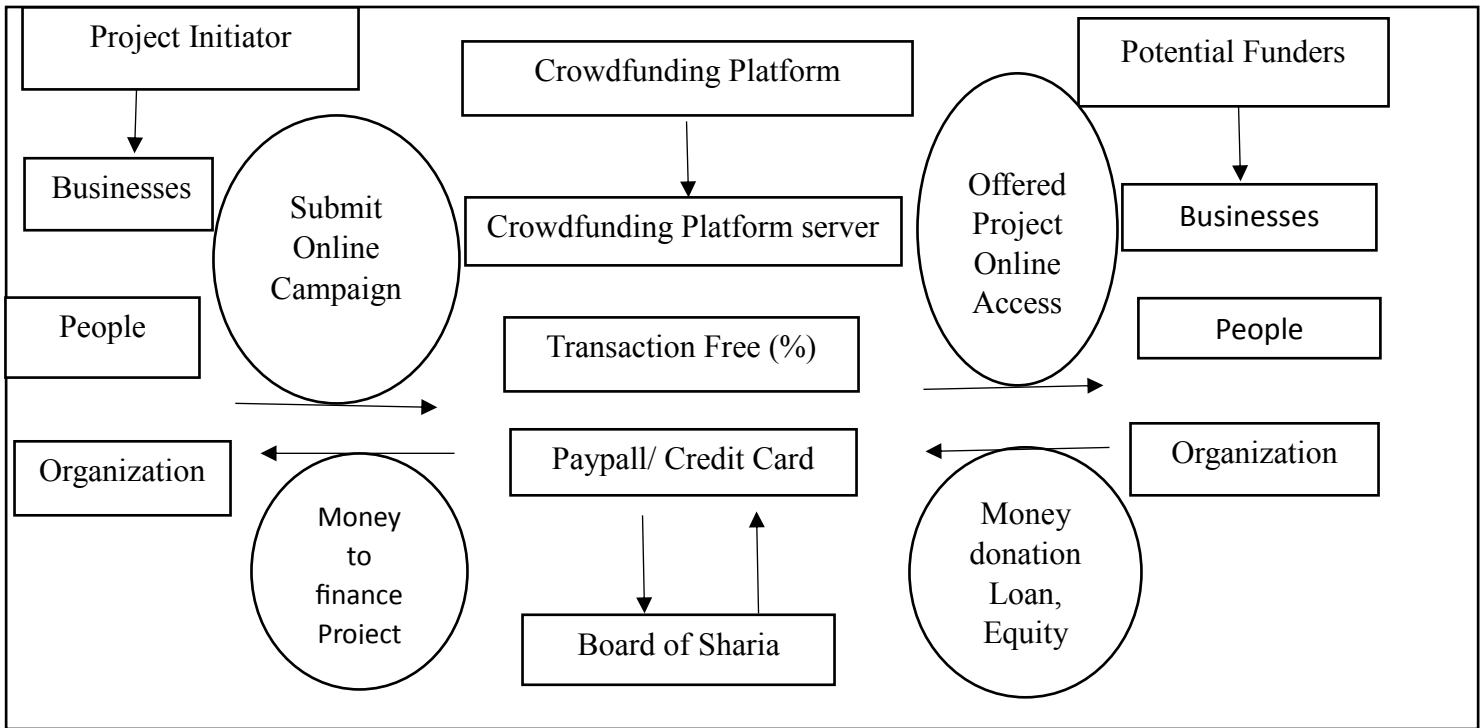 Project Initiator
Crowdfunding Platform
Potential Funders
Businesses
Submit
Online
Campaign
Crowdfunding Platform server
Offered
Project
Online
Access
Businesses
People
Transaction Free (%)
People
Organization
Paypall/ Credit Card
Organization
Money
to
finance
Project
Board of Sharia
Money
donation
Loan,
Equity